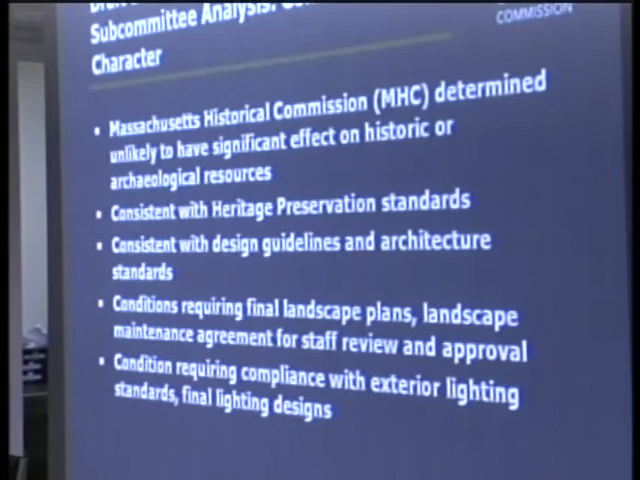 Subcommittee Analysis:
COMMISSION
Character
• Massachusetts Historical Commission (MHC) determined
unlikely to have significant effect on historic or
archaeological resources
• Consistent with Heritage Preservation standards
• Consistent with design guidelines and architecture
standards
• Conditions requiring final landscape plans, landscape
maintenance agreement for staff review and approval
• Condition requiring compliance with exterior lighting
standards, final lighting designs